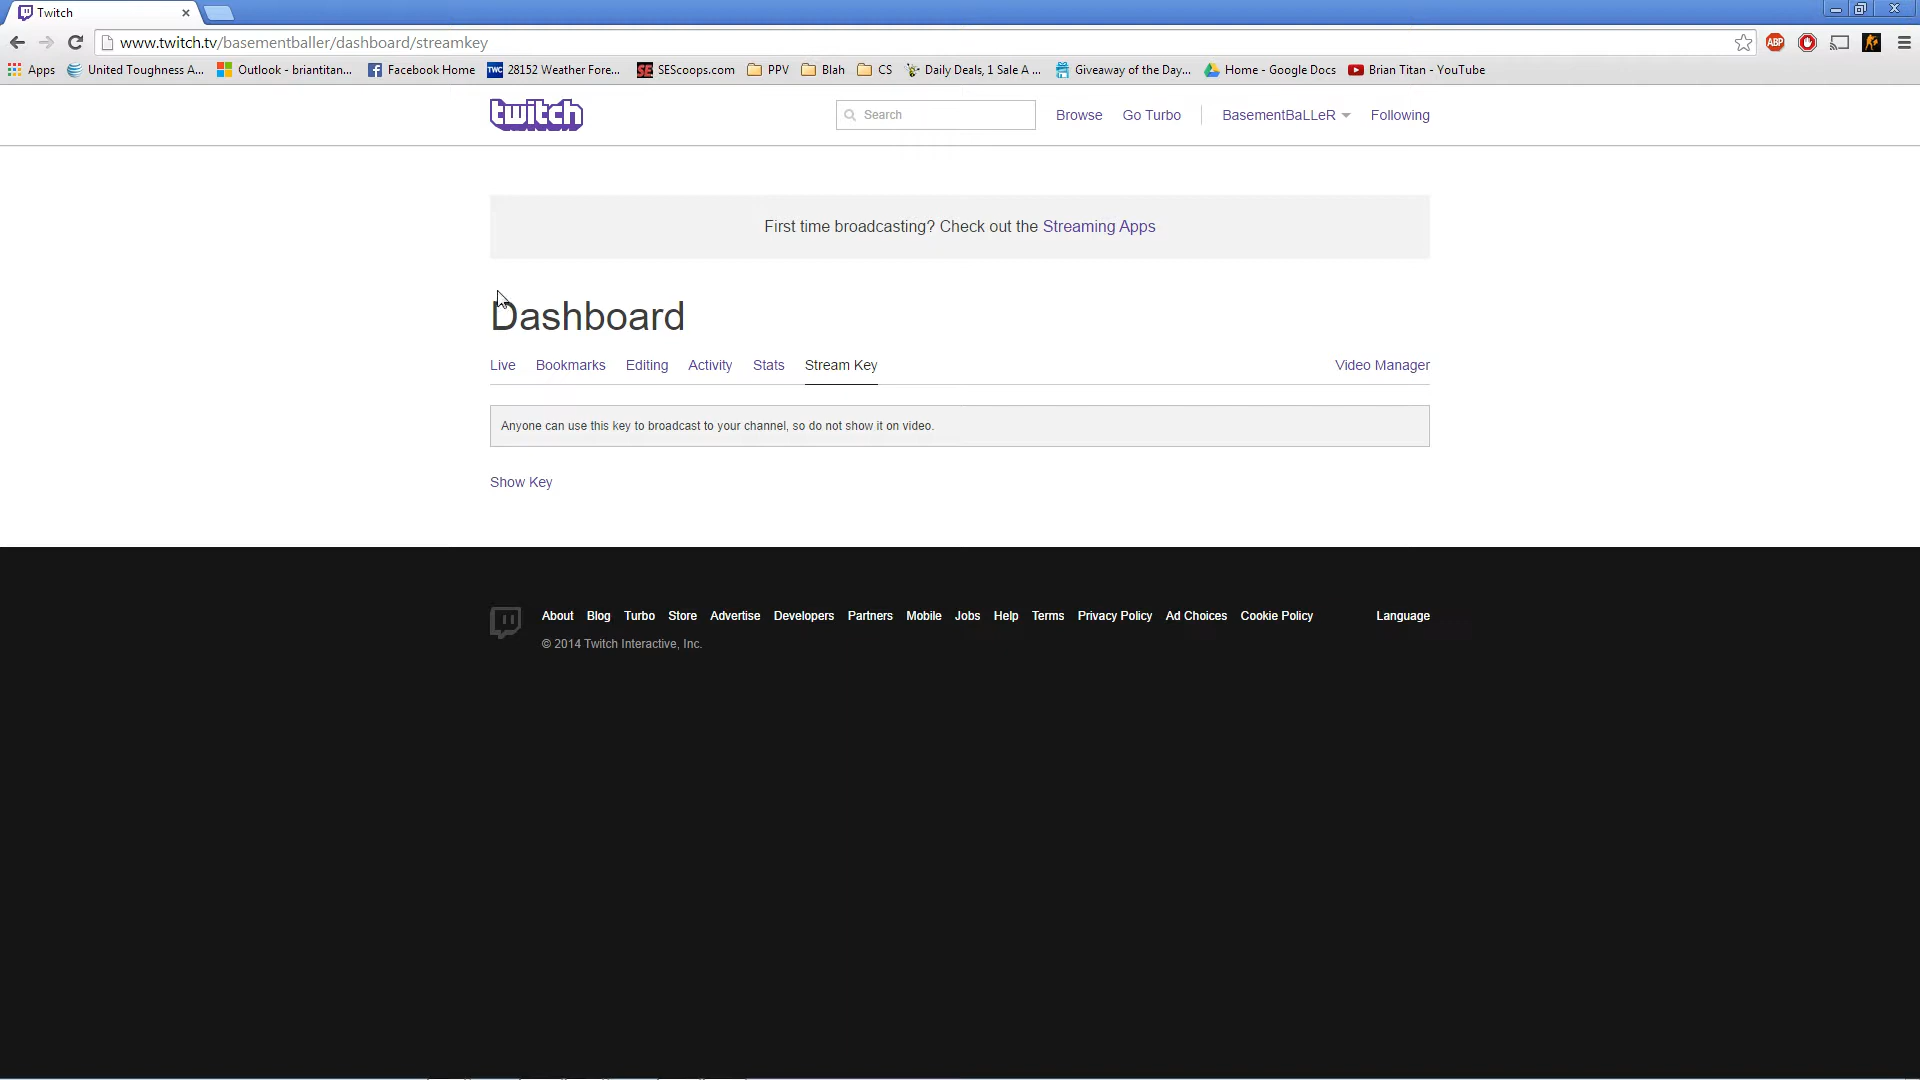 Twitch
www.twitch.tv/basementballer/dashboard/streamkey
Apps United Toughness A... Outlook - briantitan... Facebook Home TWC 28152 Weather Fore... SE SEScoops.com PPV Blah CS Daily Deals, 1 Sale A ... Giveaway of the Day,... Home - Google Docs Brian Titan - YouTube
ABP
twitch Search Browse Go Turbo BasementBaLLeR Following
First time broadcasting? Check out the Streaming Apps
Dashboard
Live Bookmarks Editing Activity Stats Stream Key Video Manager
Anyone can use this key to broadcast to your channel, so do not show it on video.
Show Key
About Blog Turbo Store Advertise Developers Partners Mobile Jobs Help Terms Privacy Policy Ad Choices Cookie Policy Language
© 2014 Twitch Interactive, Inc.